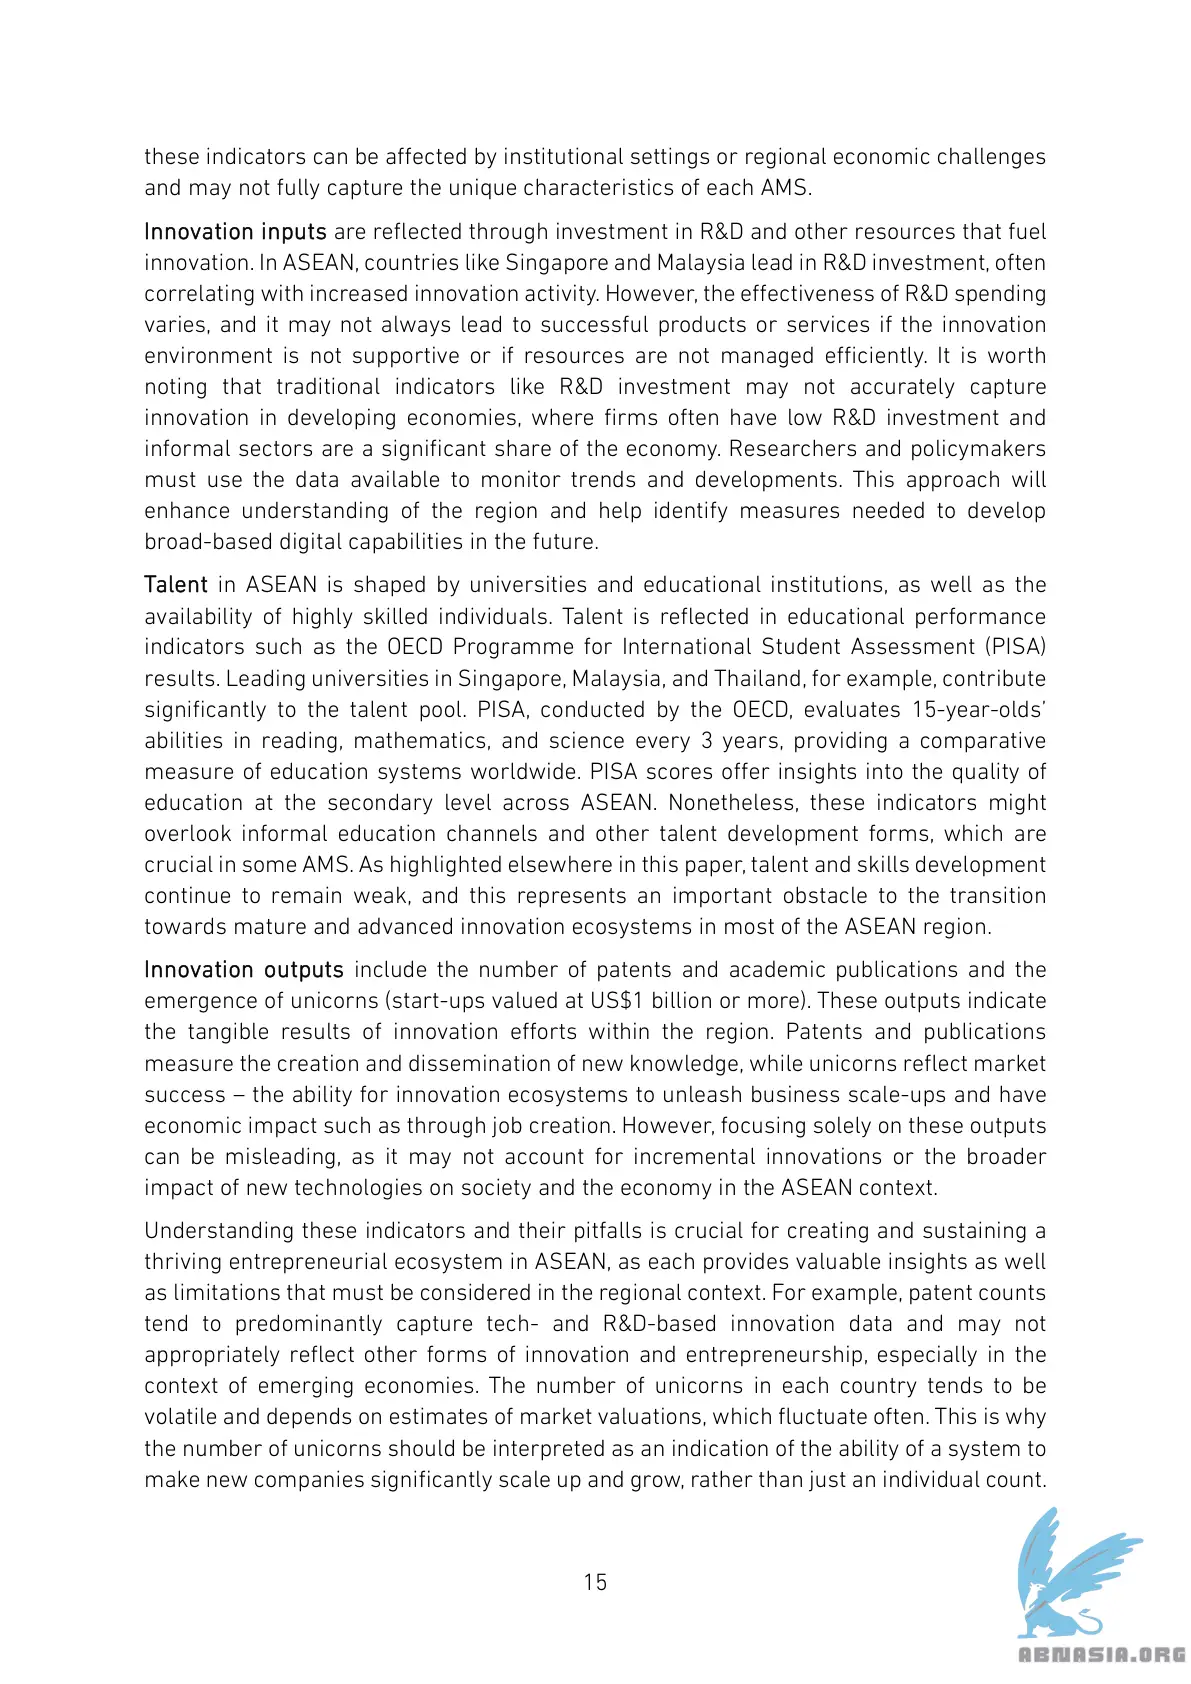 these indicators can be affected by institutional settings or regional economic challenges
and may not fully capture the unique characteristics of each AMS.
Innovation inputs are reflected through investment in R&D and other resources that fuel
innovation. In ASEAN, countries like Singapore and Malaysia lead in R&D investment, often
correlating with increased innovation activity. However, the effectiveness of R&D spending
varies, and it may not always lead to successful products or services if the innovation
environment is not supportive or if resources are not managed efficiently. It is worth
noting that traditional indicators like R&D investment may not accurately capture
innovation in developing economies, where firms often have low R&D investment and
informal sectors are a significant share of the economy. Researchers and policymakers
must use the data available to monitor trends and developments. This approach will
enhance understanding of the region and help identify measures needed to develop
broad-based digital capabilities in the future.
Talent in ASEAN is shaped by universities and educational institutions, as well as the
availability of highly skilled individuals. Talent is reflected in educational performance
indicators such as the OECD Programme for International Student Assessment (PISA)
results. Leading universities in Singapore, Malaysia, and Thailand, for example, contribute
significantly to the talent pool. PISA, conducted by the OECD, evaluates 15-year-olds’
abilities in reading, mathematics, and science every 3 years, providing a comparative
measure of education systems worldwide. PISA scores offer insights into the quality of
education at the secondary level across ASEAN. Nonetheless, these indicators might
overlook informal education channels and other talent development forms, which are
crucial in some AMS. As highlighted elsewhere in this paper, talent and skills development
continue to remain weak, and this represents an important obstacle to the transition
towards mature and advanced innovation ecosystems in most of the ASEAN region.
Innovation outputs include the number of patents and academic publications and the
emergence of unicorns (start-ups valued at US$1 billion or more). These outputs indicate
the tangible results of innovation efforts within the region. Patents and publications
measure the creation and dissemination of new knowledge, while unicorns reflect market
success – the ability for innovation ecosystems to unleash business scale-ups and have
economic impact such as through job creation. However, focusing solely on these outputs
can be misleading, as it may not account for incremental innovations or the broader
impact of new technologies on society and the economy in the ASEAN context.
Understanding these indicators and their pitfalls is crucial for creating and sustaining a
thriving entrepreneurial ecosystem in ASEAN, as each provides valuable insights as well
as limitations that must be considered in the regional context. For example, patent counts
tend to predominantly capture tech- and R&D-based innovation data and may not
appropriately reflect other forms of innovation and entrepreneurship, especially in the
context of emerging economies. The number of unicorns in each country tends to be
volatile and depends on estimates of market valuations, which fluctuate often. This is why
the number of unicorns should be interpreted as an indication of the ability of a system to
make new companies significantly scale up and grow, rather than just an individual count.
15
ABNASIA.ORG